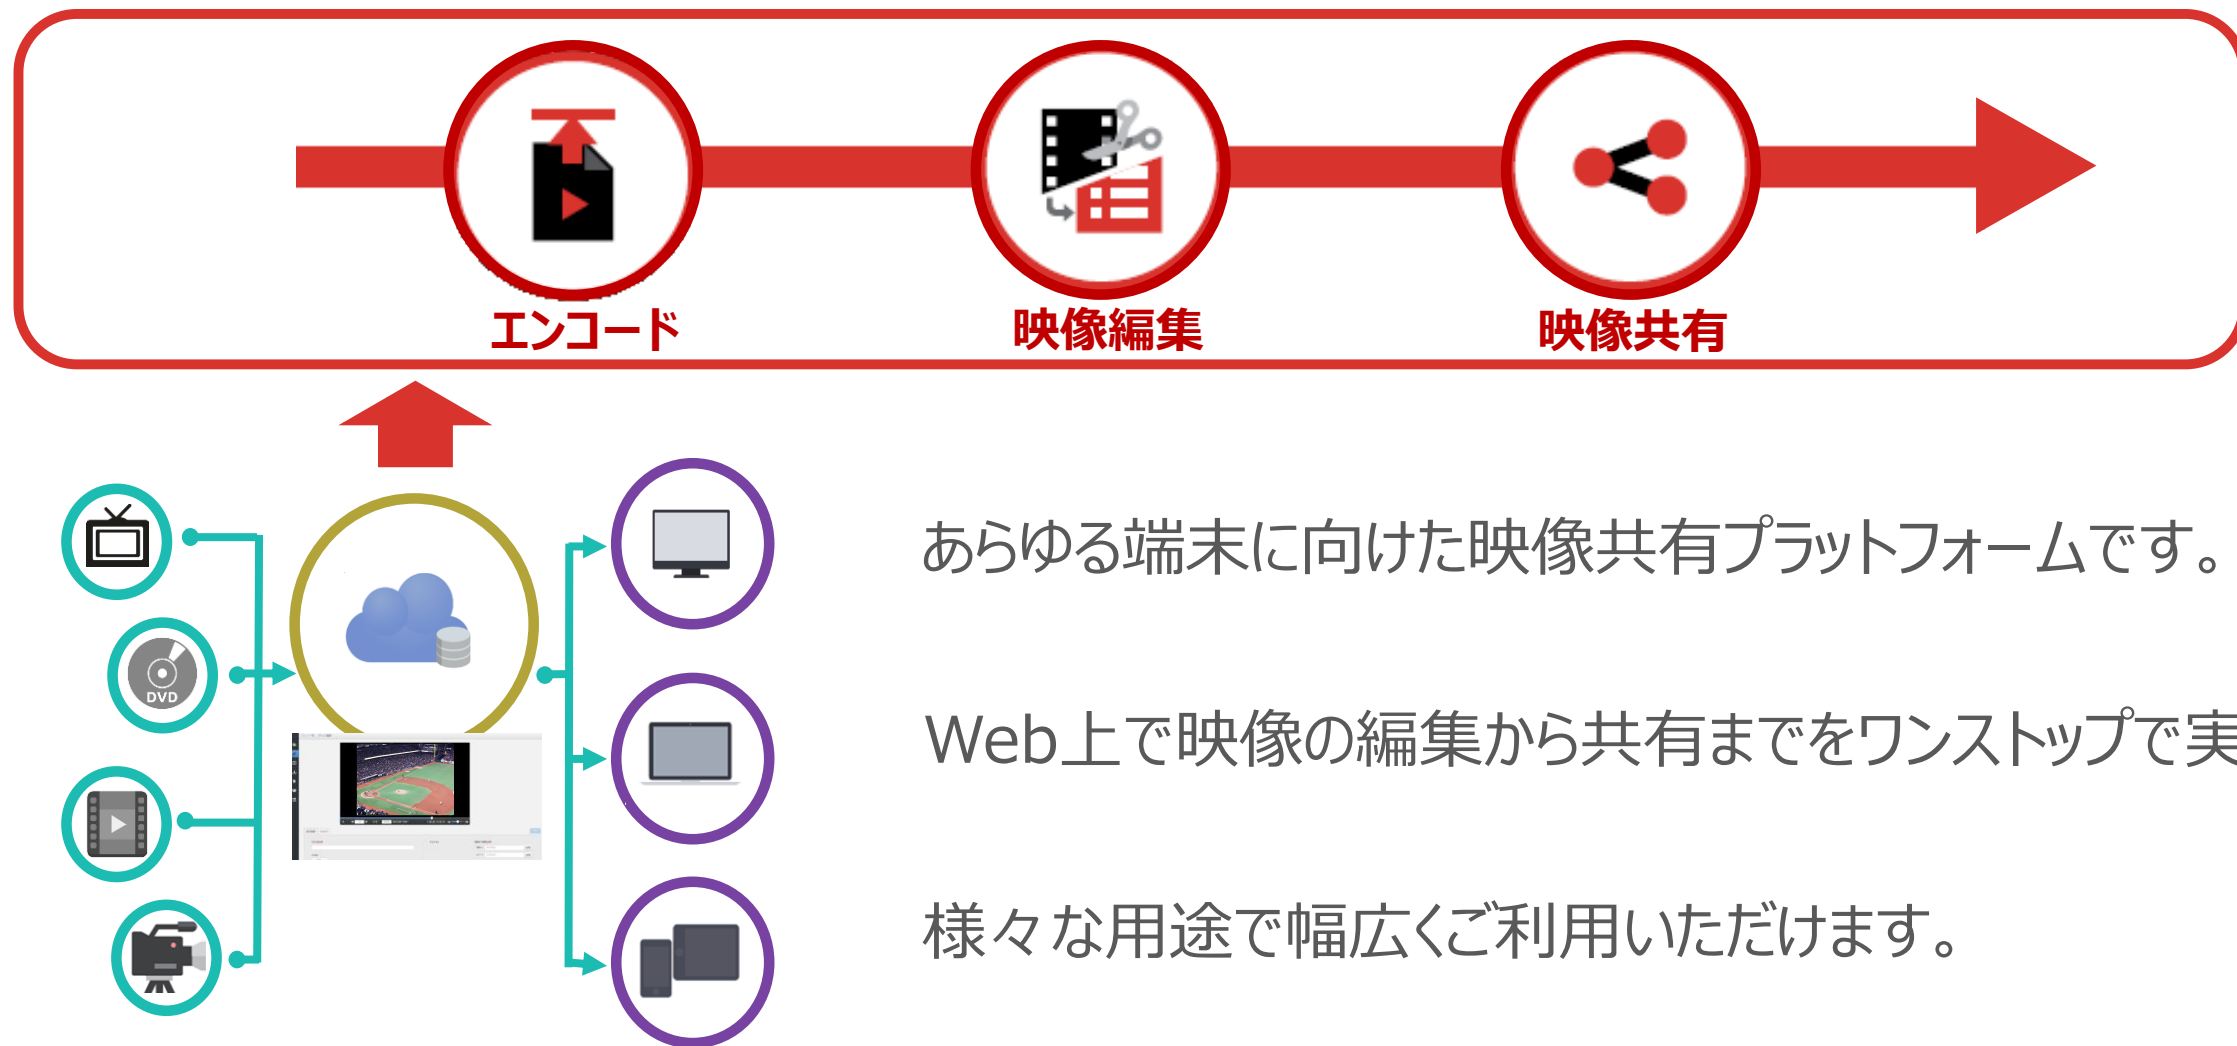 エンコード
映像編集
映像共有
あらゆる端末に向けた映像共有プラットフォームです。
DVD
Web上で映像の編集から共有までをワンストップで実
様々な用途で幅広くご利用いただけます。